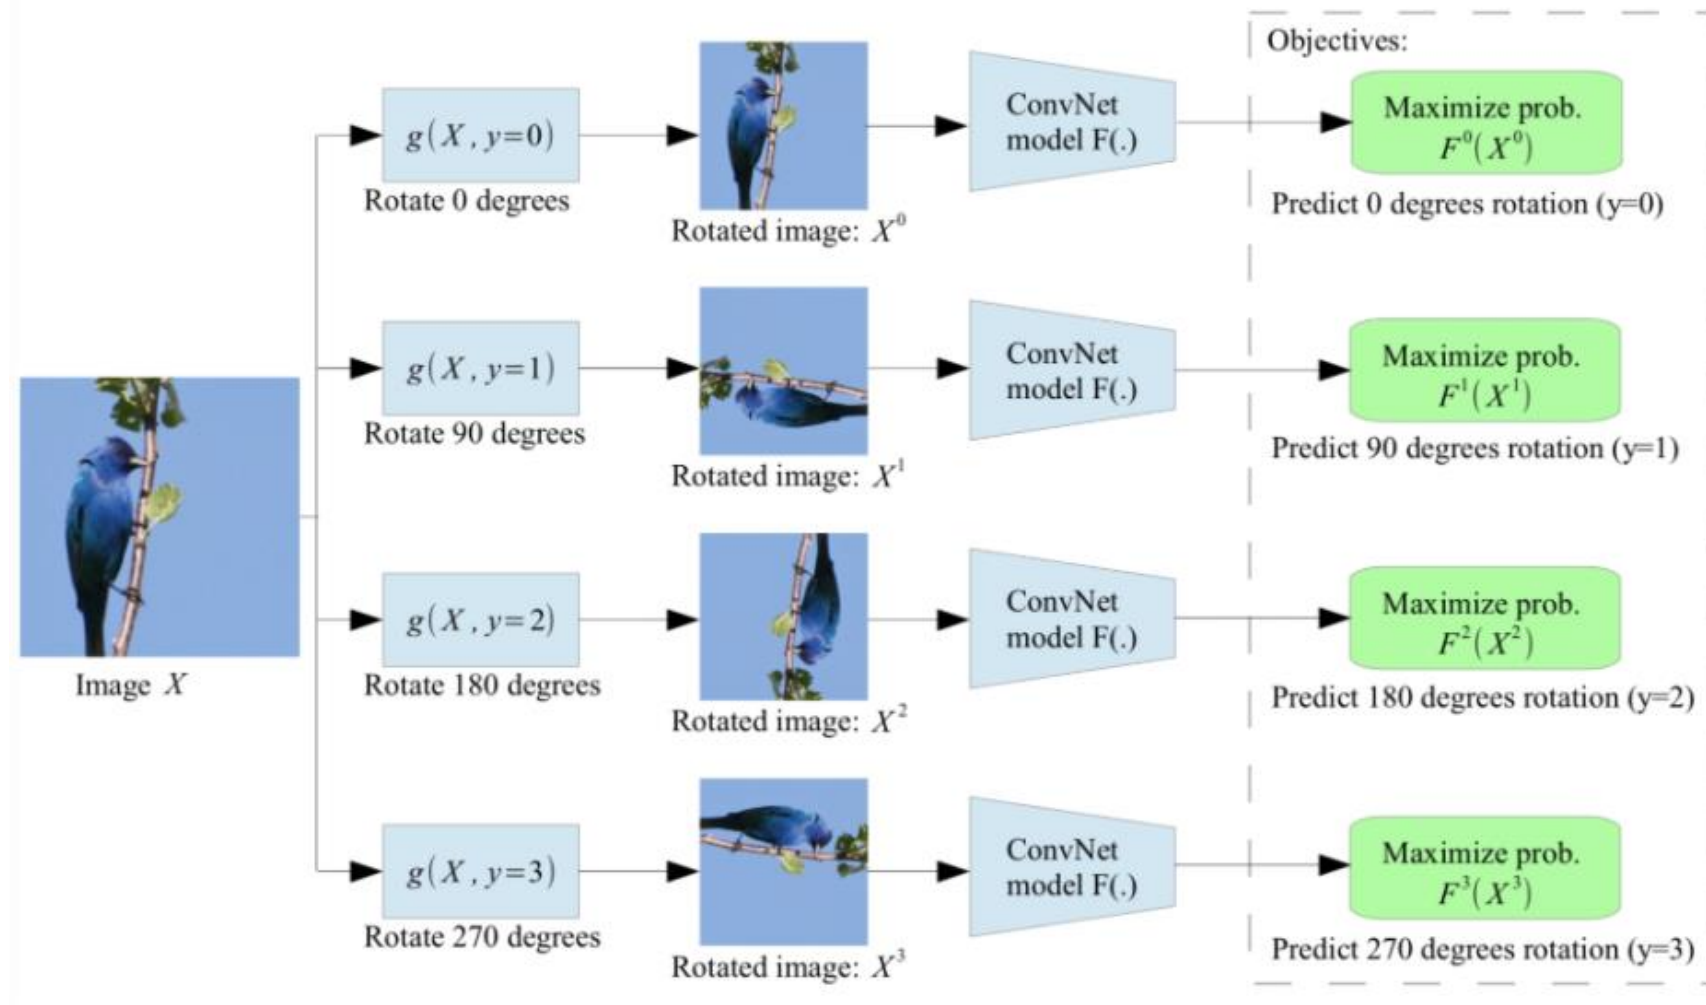 Objectives:
g(X, y=0)
Rotate 0 degrees
Rotated image: X⁰
ConvNet
model F(.)
Maximize prob.
F⁰(X⁰)
Predict 0 degrees rotation (y=0)
g(X, y=1)
Rotate 90 degrees
Rotated image: X¹
ConvNet
model F(.)
Maximize prob.
F¹(X¹)
Predict 90 degrees rotation (y=1)
Image X
g(X, y=2)
Rotate 180 degrees
Rotated image: X²
ConvNet
model F(.)
Maximize prob.
F²(X²)
Predict 180 degrees rotation (y=2)
g(X, y=3)
Rotate 270 degrees
Rotated image: X³
ConvNet
model F(.)
Maximize prob.
F³(X³)
Predict 270 degrees rotation (y=3)